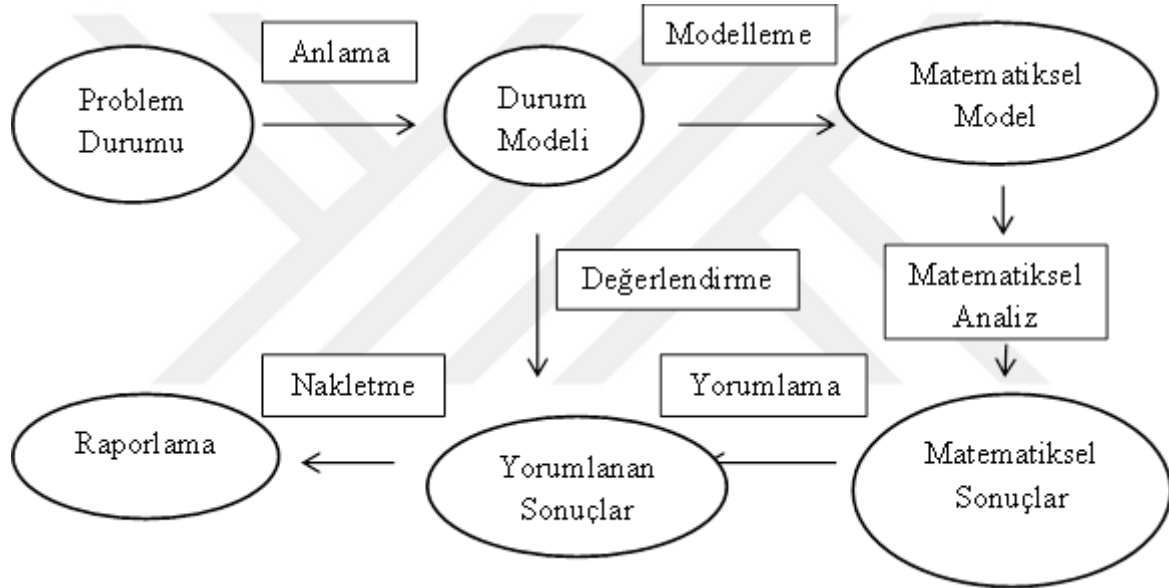 Anlama
Modelleme
Problem
Durumu
Durum
Modeli
Matematiksel
Model
Değerlendirme
Matematiksel
Analiz
Nakletme
Yorumlama
Raporlama
Yorumlanan
Sonuçlar
Matematiksel
Sonuçlar